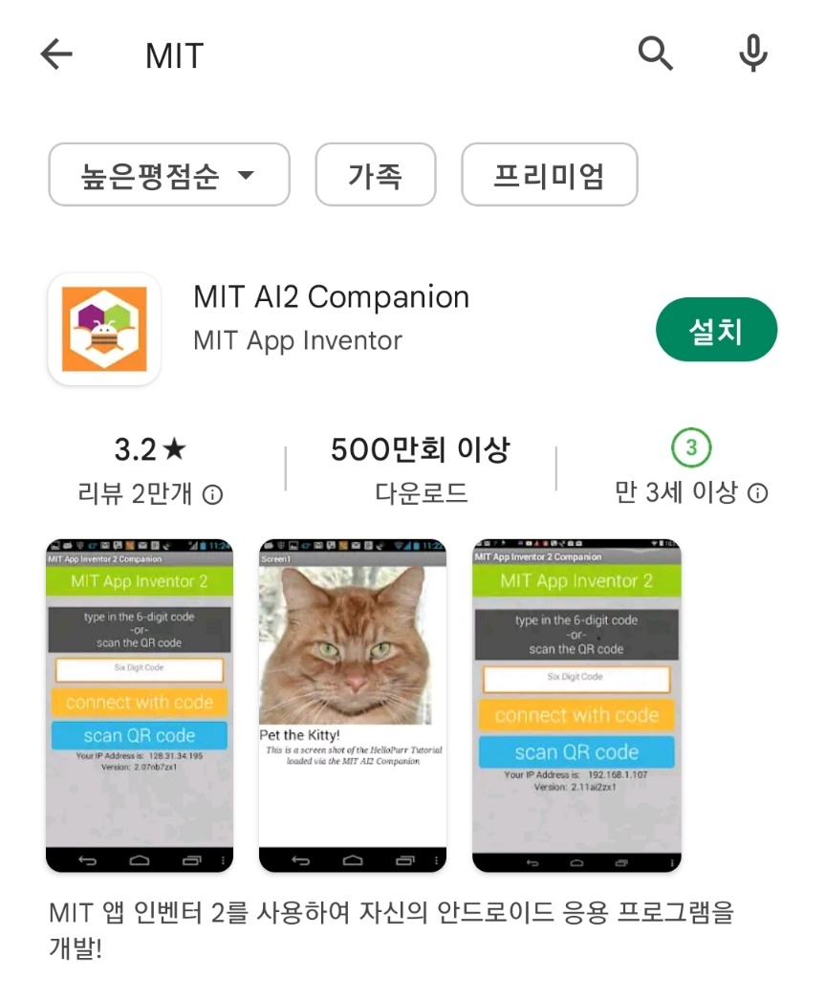 MIT
높은평점순
가족
프리미엄
MIT AI2 Companion
MIT App Inventor
설치
3.2★
리뷰 2만개
500만회 이상
다운로드
3
만 3세 이상
11:24
MIT App Inventor 2 Companion
MIT App Inventor 2
type in the 6-digit code
-or-
scan the QR code
Six Digit Code
connect with code
scan QR code
Your IP Address is: 128.31.34.195
Version: 2.07nb7zx1
11:22
Screen1
Pet the Kitty!
This is a screen shot of the HelloPurr Tutorial
loaded via the MIT AI2 Companion
MIT App Inventor 2 Companion
MIT App Inventor 2
type in the 6-digit code
-or-
scan the QR code
Six Digit Code
connect with code
scan QR code
Your IP Address is: 192.168.1.107
Version: 2.11ai2zx1
MIT 앱 인벤터 2를 사용하여 자신의 안드로이드 응용 프로그램을
개발!